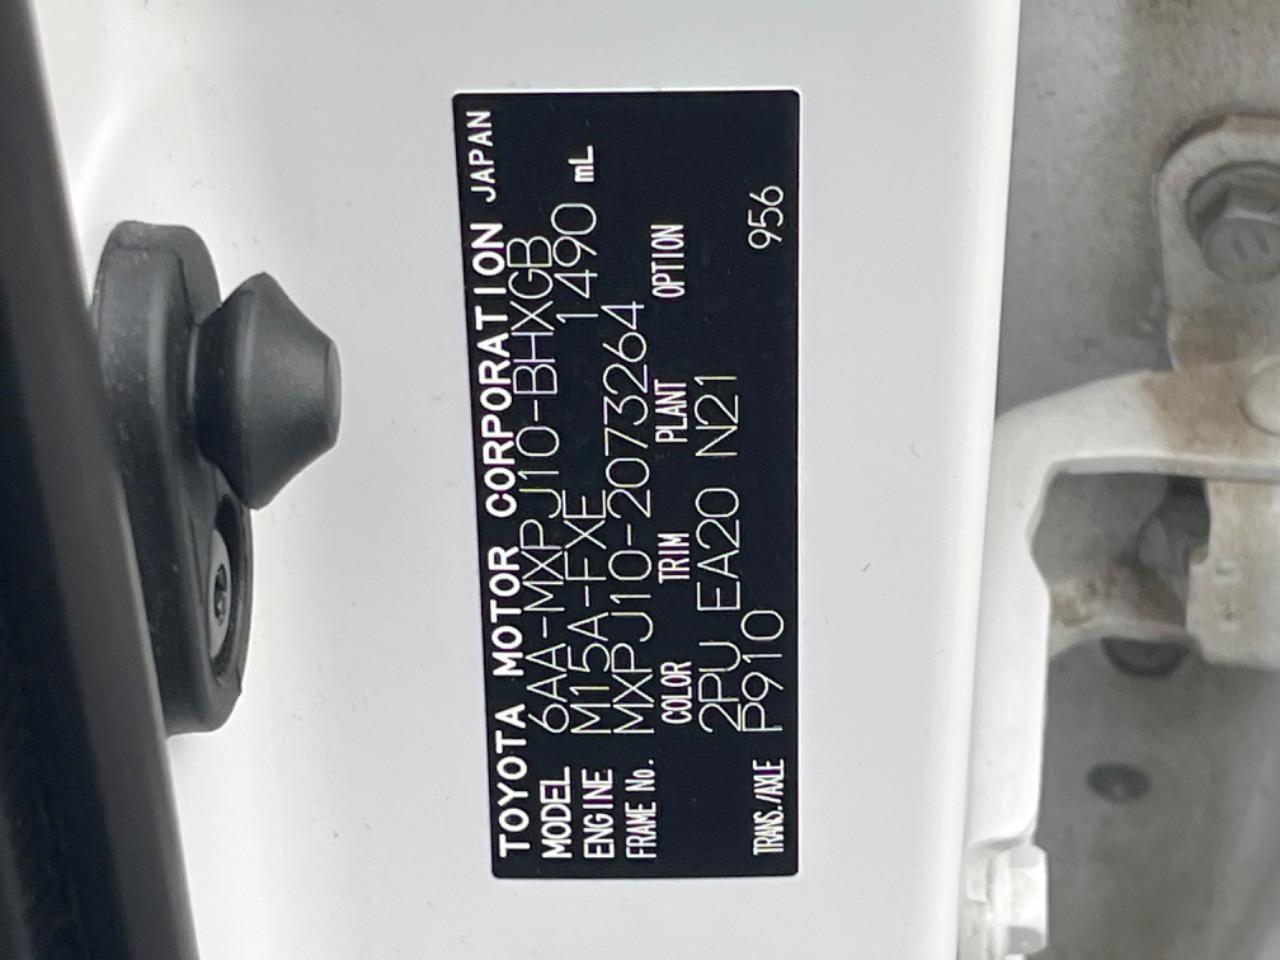 TOYOTA MOTOR CORPORATION JAPAN
MODEL 6AA-MXPJ10-BHXGB
ENGINE M15A-FXE 1490 mL
FRAME No. MXPJ10-2073264
COLOR TRIM PLANT OPTION
2PU EA20 N21
TRANS./AXLE P910 956